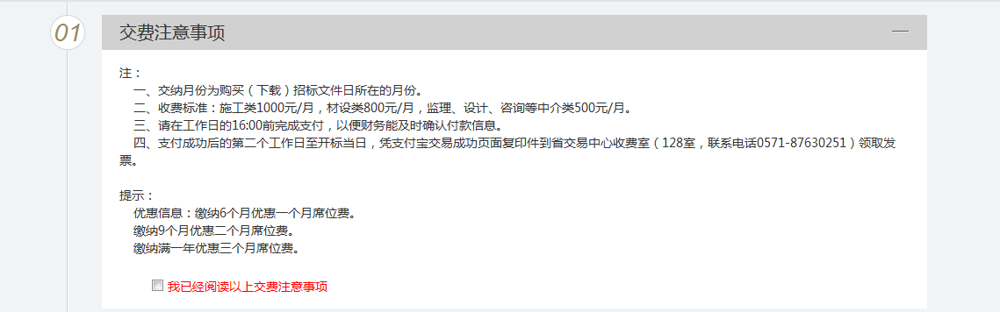 01
交费注意事项
注：
一、交纳月份为购买（下载）招标文件日所在的月份。
二、收费标准：施工类1000元/月，材设类800元/月，监理、设计、咨询等中介类500元/月。
三、请在工作日的16:00前完成支付，以便财务能及时确认付款信息。
四、支付成功后的第二个工作日至开标当日，凭支付宝交易成功页面复印件到省交易中心收费室（128室，联系电话0571-87630251）领取发
票。
提示：
优惠信息：缴纳6个月优惠一个月席位费。
缴纳9个月优惠二个月席位费。
缴纳满一年优惠三个月席位费。
我已经阅读以上交费注意事项